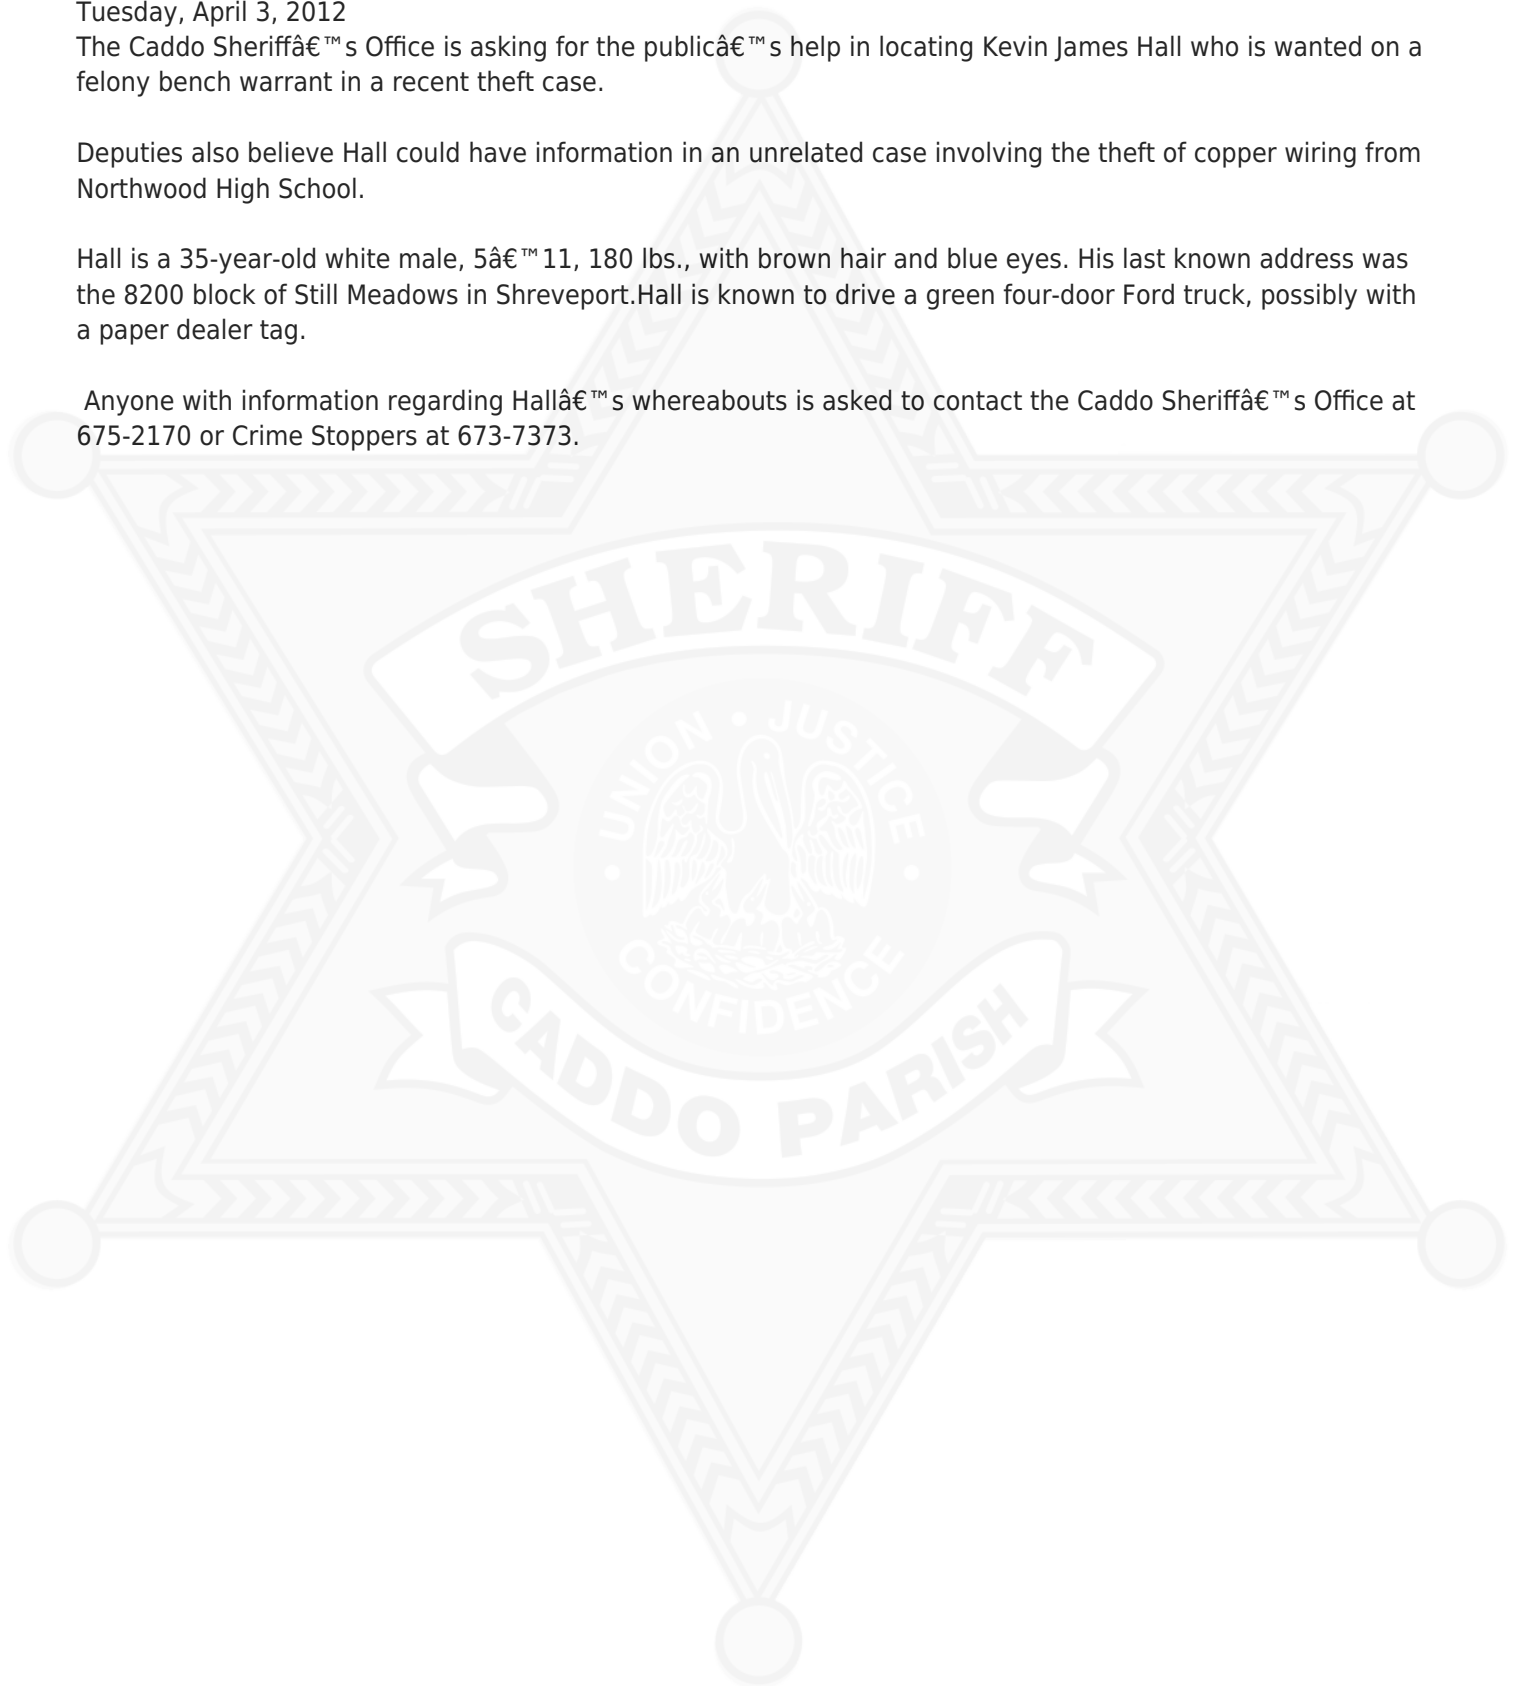 Tuesday, April 3, 2012
The Caddo Sheriffâ€™s Office is asking for the publicâ€™s help in locating Kevin James Hall who is wanted on a
felony bench warrant in a recent theft case.
Deputies also believe Hall could have information in an unrelated case involving the theft of copper wiring from
Northwood High School.
Hall is a 35-year-old white male, 5â€™11, 180 lbs., with brown hair and blue eyes. His last known address was
the 8200 block of Still Meadows in Shreveport.Hall is known to drive a green four-door Ford truck, possibly with
a paper dealer tag.
Anyone with information regarding Hallâ€™s whereabouts is asked to contact the Caddo Sheriffâ€™s Office at
675-2170 or Crime Stoppers at 673-7373.
SHERIFF
UNION • JUSTICE
• •
CONFIDENCE
CADDO PARISH